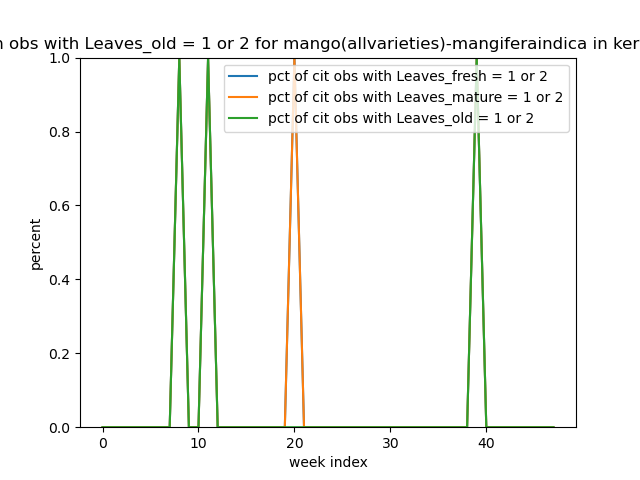 obs with Leaves_old = 1 or 2 for mango(allvarieties)-mangiferaindica in
pct of cit obs with Leaves_fresh = 1 or 2
pct of cit obs with Leaves_mature = 1 or 2
pct of cit obs with Leaves_old = 1 or 2
1.0
0.8
0.6
0.4
0.2
0.0
percent
0 10 20 30 40
week index